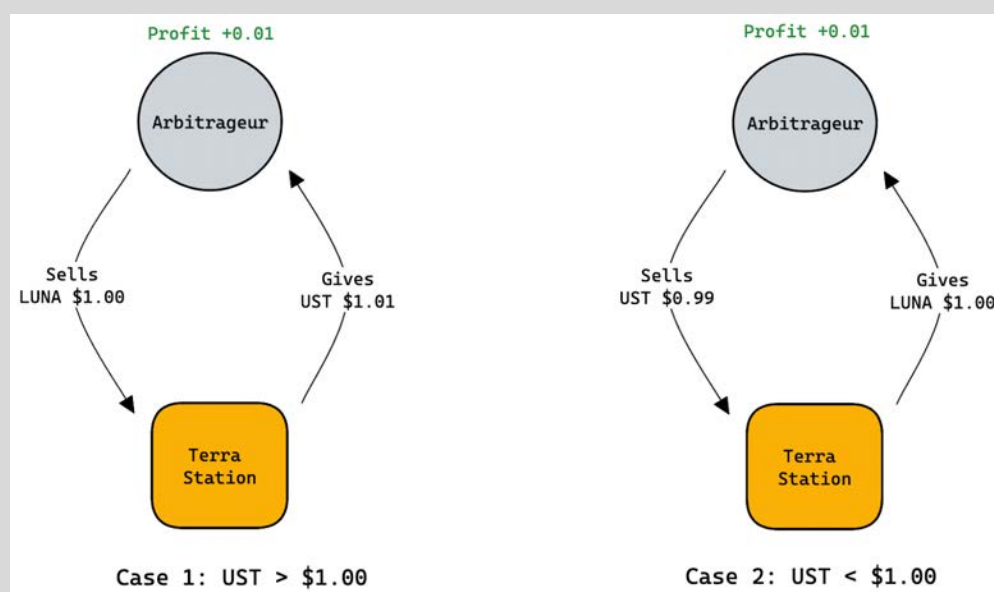 Profit +0.01
Arbitrageur
Sells
LUNA $1.00
Gives
UST $1.01
Terra
Station
Case 1: UST > $1.00
Profit +0.01
Arbitrageur
Sells
UST $0.99
Gives
LUNA $1.00
Terra
Station
Case 2: UST < $1.00